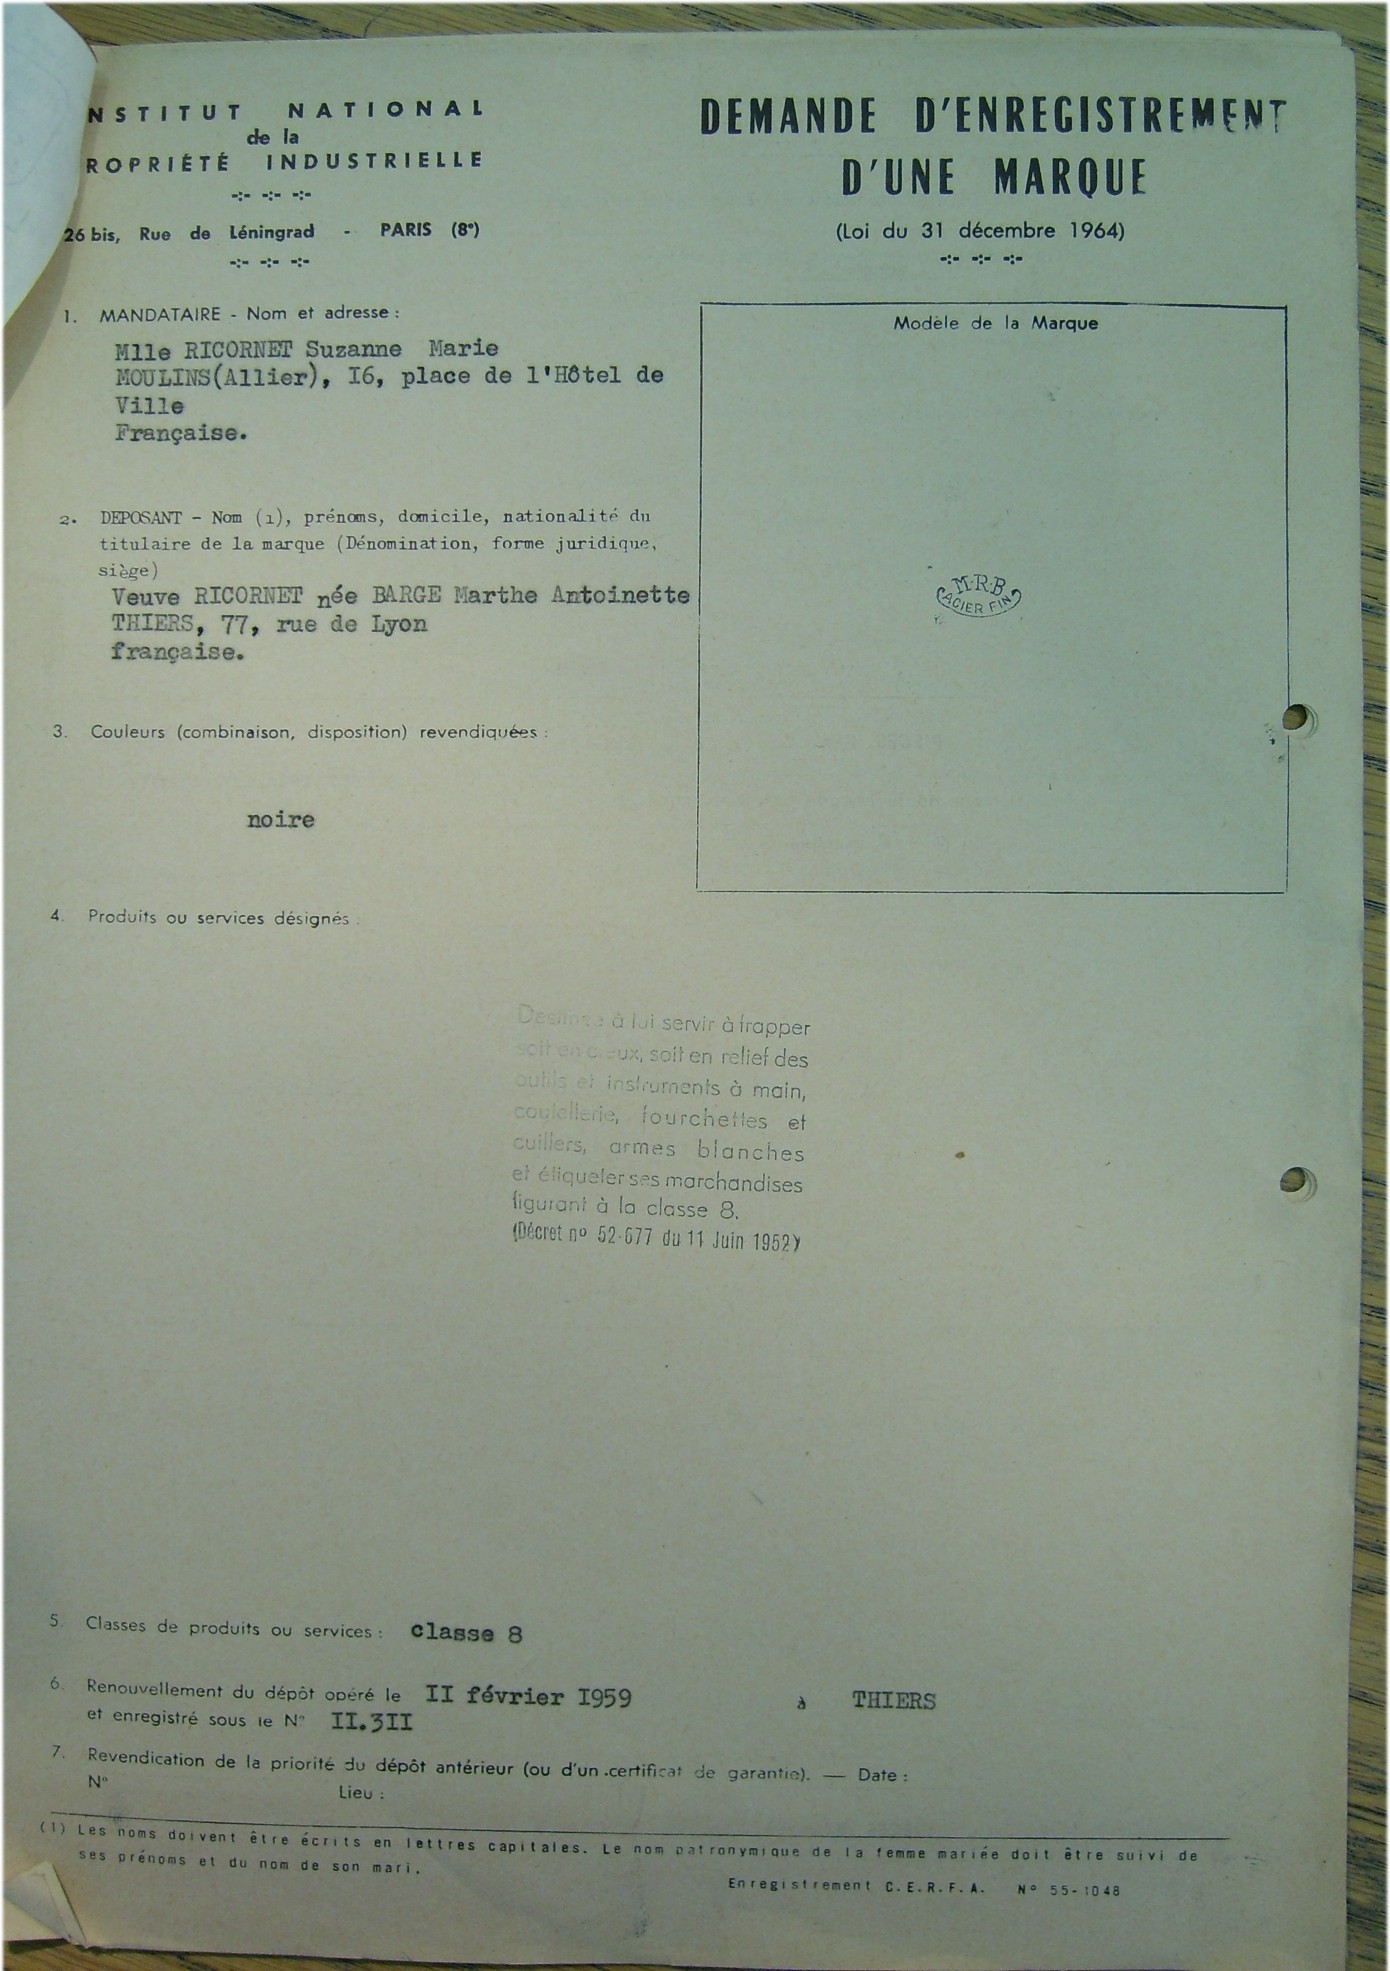 NSTITUT NATIONAL
de la
ROPRIÉTÉ INDUSTRIELLE
26 bis, Rue de Léningrad - PARIS (8e)
DEMANDE D'ENREGISTREMENT
D'UNE MARQUE
(Loi du 31 décembre 1964)
1. MANDATAIRE - Nom et adresse :
Mlle RICORNET Suzanne Marie
MOULINS(Allier), I6, place de l'Hôtel de
Ville
Française.
2. DEPOSANT - Nom (1), prénoms, domicile, nationalité du
titulaire de la marque (Dénomination, forme juridique,
siège)
Veuve RICORNET née BARGE Marthe Antoinette
THIERS, 77, rue de Lyon
française.
3. Couleurs (combinaison, disposition) revendiquées :
noire
Modèle de la Marque
M·R·B
ACIER FIN
4. Produits ou services désignés :
Destinée à lui servir à frapper
soit en creux, soit en relief des
outils et instruments à main,
coutellerie, fourchettes et
cuillers, armes blanches
et étiqueter ses marchandises
figurant à la classe 8.
(Décret nº 52-677 du 11 Juin 1952)
5. Classes de produits ou services : classe 8
6. Renouvellement du dépôt opéré le II février I959 à THIERS
et enregistré sous le N° II.3II
7. Revendication de la priorité du dépôt antérieur (ou d'un certificat de garantie). — Date :
N° Lieu :
(1) Les noms doivent être écrits en lettres capitales. Le nom patronymique de la femme mariée doit être suivi de
ses prénoms et du nom de son mari.
Enregistrement C.E.R.F.A. N° 55-1048